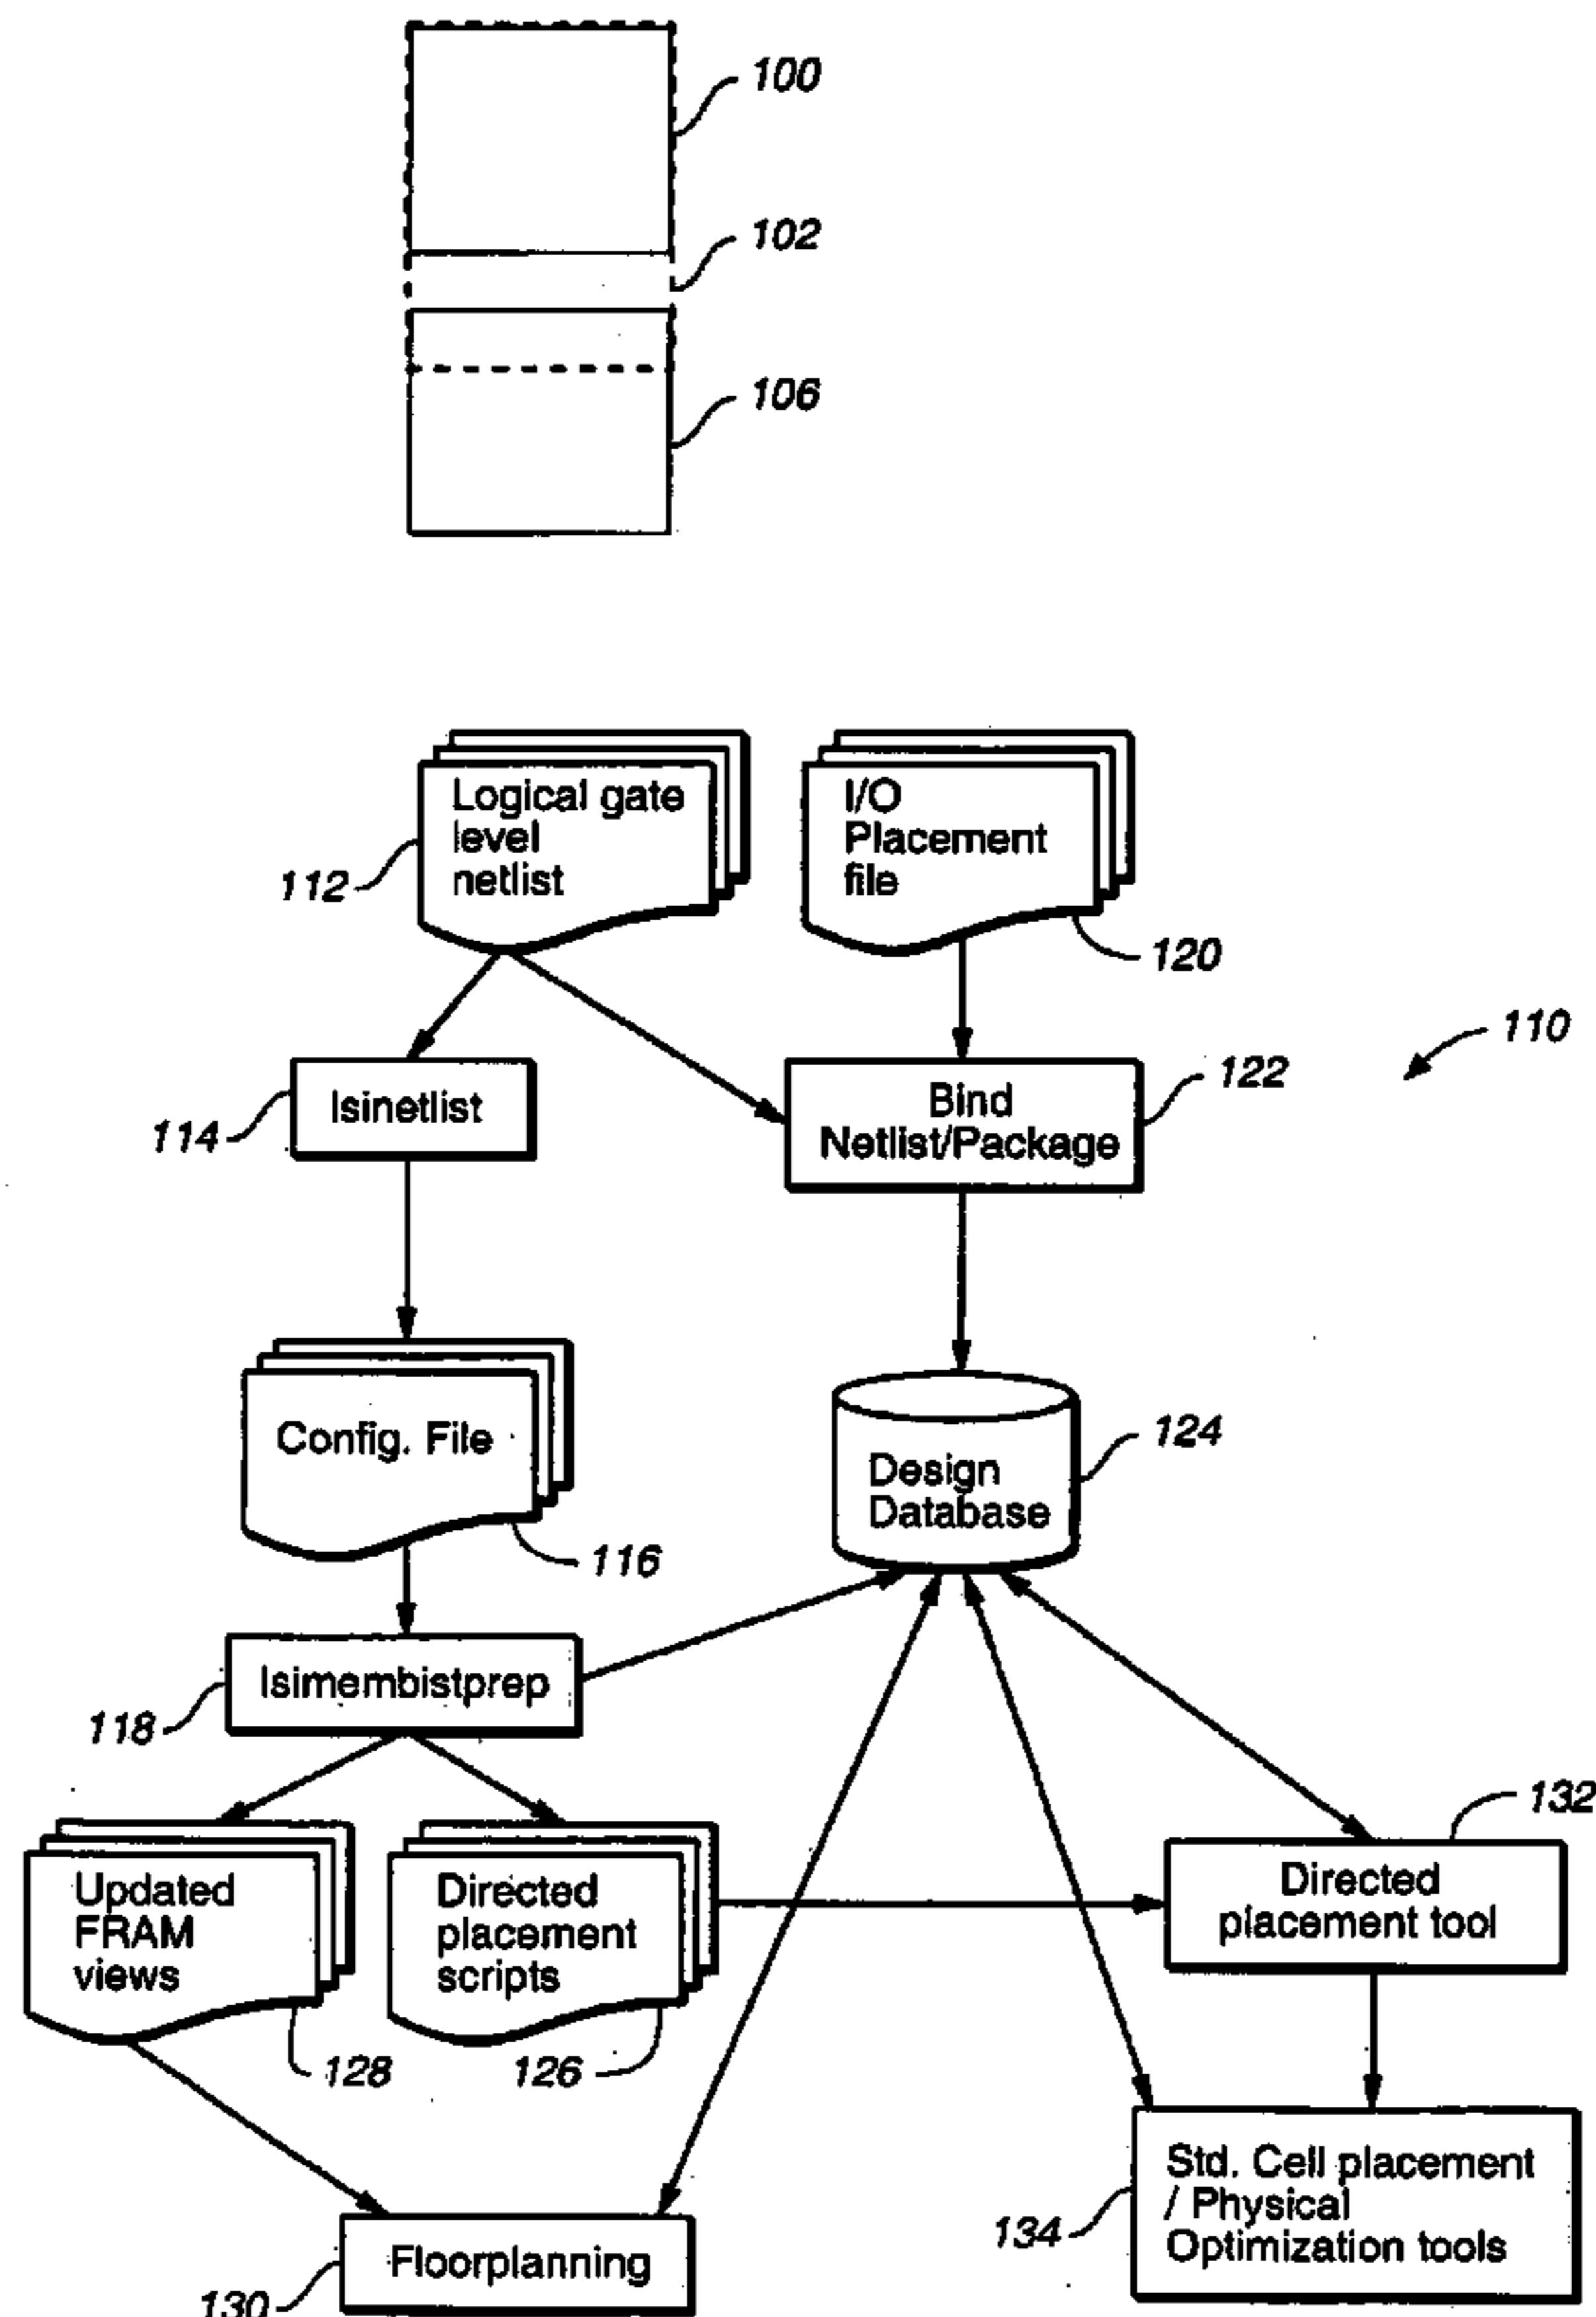 100
102
106
Logical gate
level
netlist
112
I/O
Placement
file
120
110
lsinetlist
114
Bind
Netlist/Package
122
Config. File
116
Design
Database
124
lsimembistprep
118
Updated
FRAM
views
128
Directed
placement
scripts
126
Directed
placement tool
132
Std. Cell placement
/ Physical
Optimization tools
134
Floorplanning
130